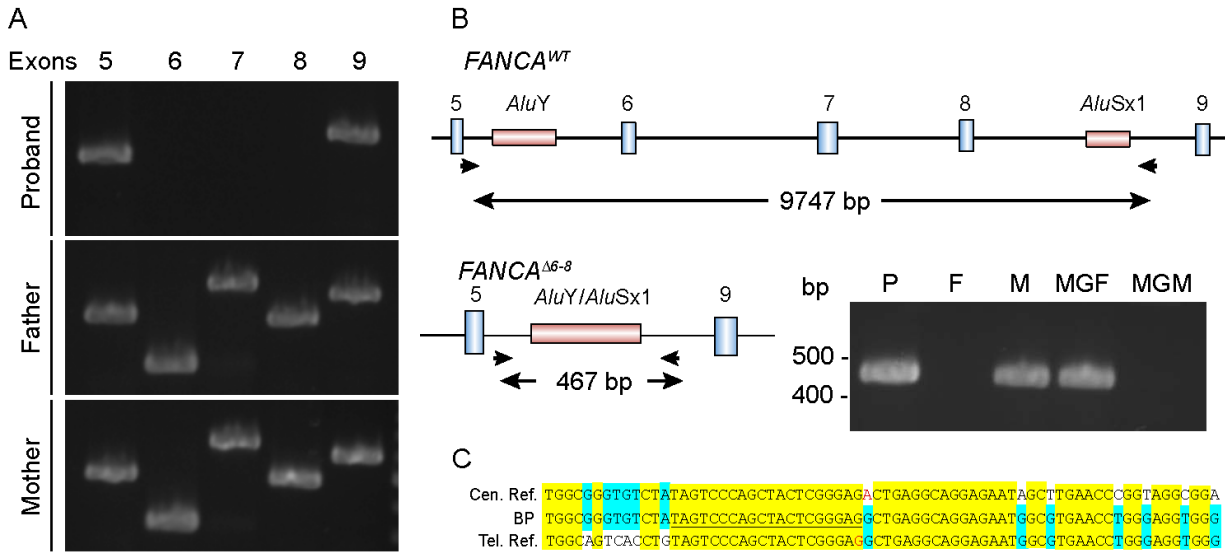 A
Exons 5 6 7 8 9
Proband
Father
Mother
B
FANCA^WT
5 AluY 6 7 8 AluSx1 9
9747 bp
FANCA^Δ6-8
5 AluY/AluSx1 9
467 bp
bp P F M MGF MGM
500 -
400 -
C
Cen. Ref. TGGCGGGTGTCTATAGTCCCAGCTACTCGGGAGACTGAGGCAGGAGAATAGCTTGAACCCGGTAGGCGGA
BP TGGCGGGTGTCTATAGTCCCAGCTACTCGGGAGGCTGAGGCAGGAGAATGGCGTGAACCTGGGAGGTGGG
Tel. Ref. TGGCAGTCACCTGTAGTCCCAGCTACTCGGGAGGCTGAGGCAGGAGAATGGCGTGAACCTGGGAGGTGGG